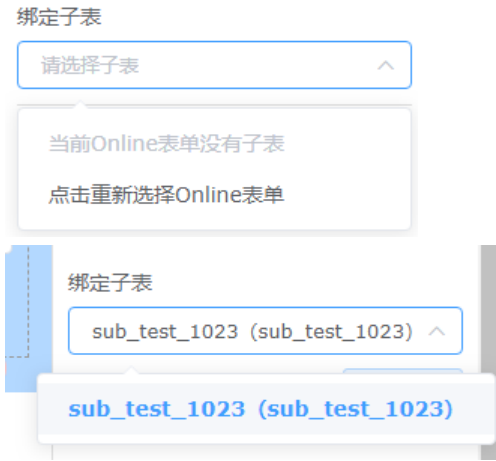 绑定子表
请选择子表
当前Online表单没有子表
点击重新选择Online表单
绑定子表
sub_test_1023（sub_test_1023）
sub_test_1023（sub_test_1023）